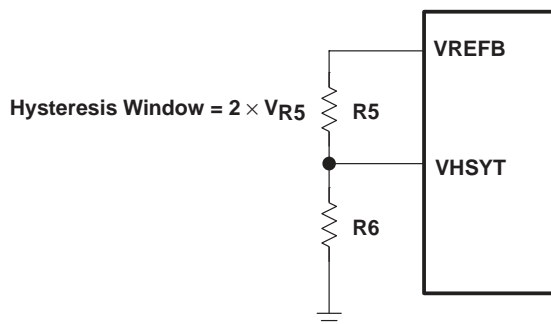 VREFB
Hysteresis Window = 2 × VR5
R5
VHSYT
R6